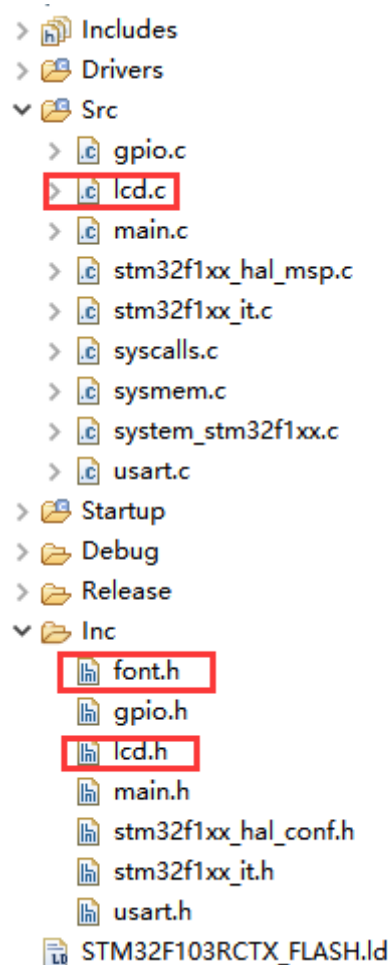 Includes
Drivers
Src
gpio.c
lcd.c
main.c
stm32f1xx_hal_msp.c
stm32f1xx_it.c
syscalls.c
sysmem.c
system_stm32f1xx.c
usart.c
Startup
Debug
Release
Inc
font.h
gpio.h
lcd.h
main.h
stm32f1xx_hal_conf.h
stm32f1xx_it.h
usart.h
STM32F103RCTX_FLASH.ld